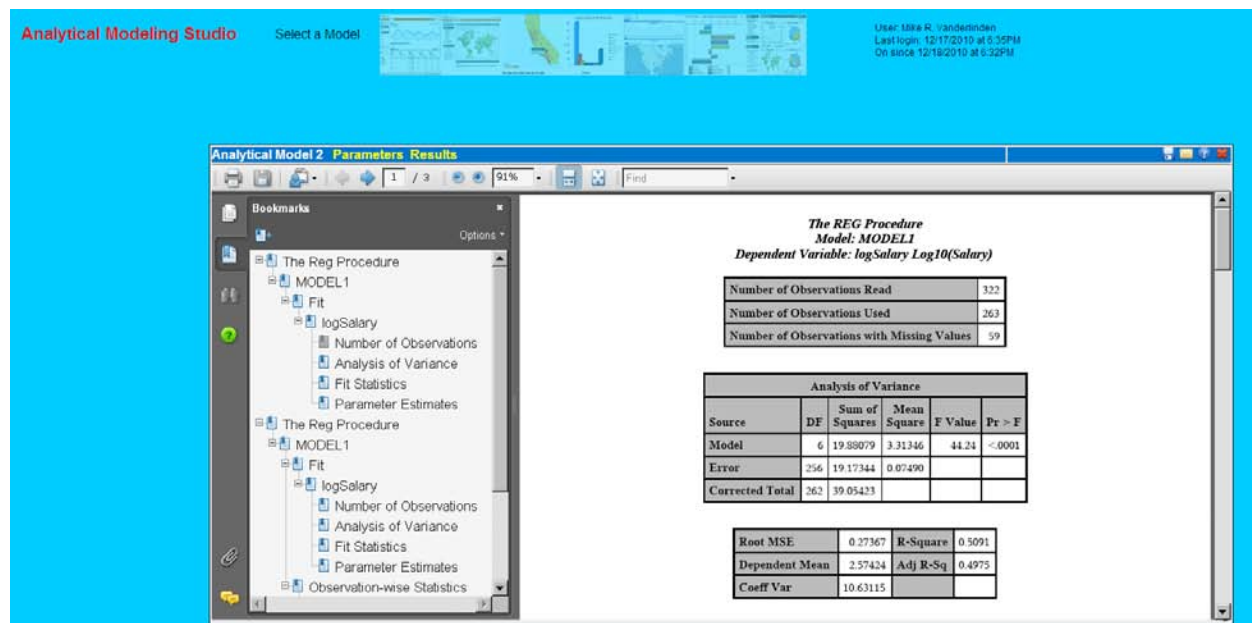 Analytical Modeling Studio
Select a Model
User: Mike R. Vanderlinden
Last login: 12/17/2010 at 6:35PM
On since 12/18/2010 at 6:32PM
Analytical Model 2 Parameters Results
1 / 3 91% Find
Bookmarks
Options
The Reg Procedure
MODEL1
Fit
logSalary
Number of Observations
Analysis of Variance
Fit Statistics
Parameter Estimates
The Reg Procedure
MODEL1
Fit
logSalary
Number of Observations
Analysis of Variance
Fit Statistics
Parameter Estimates
Observation-wise Statistics
The REG Procedure
Model: MODEL1
Dependent Variable: logSalary Log10(Salary)
Number of Observations Read 322
Number of Observations Used 263
Number of Observations with Missing Values 59
Analysis of Variance
Source DF Sum of Squares Mean Square F Value Pr > F
Model 6 19.88079 3.31346 44.24 <.0001
Error 256 19.17344 0.07490
Corrected Total 262 39.05423
Root MSE 0.27367 R-Square 0.5091
Dependent Mean 2.57424 Adj R-Sq 0.4975
Coeff Var 10.63115